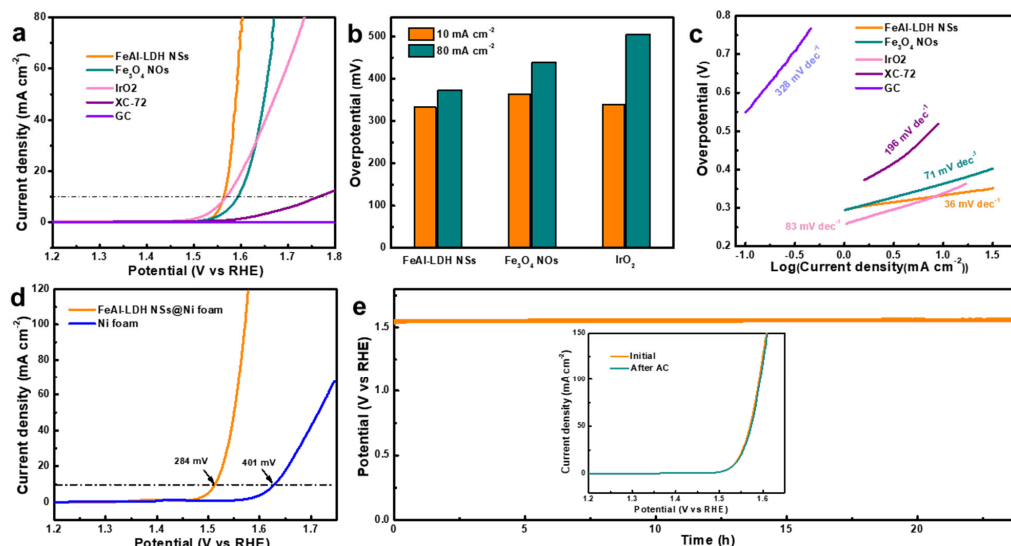 a
Current density (mA cm⁻²)
80
60
40
20
0
FeAl-LDH NSs
Fe₃O₄ NOs
IrO2
XC-72
GC
1.3 1.4 1.5 1.6 1.7 1.8
Potential (V vs RHE)
b
Overpotential (mV)
500
400
300
200
100
0
10 mA cm⁻²
80 mA cm⁻²
FeAl-LDH NSs Fe₃O₄ NOs IrO₂
c
Overpotential (V)
0.8
0.6
0.5
0.3
0.2
FeAl-LDH NSs
Fe₃O₄ NOs
IrO2
XC-72
GC
328 mV dec⁻¹
196 mV dec⁻¹
71 mV dec⁻¹
36 mV dec⁻¹
83 mV dec⁻¹
-1.0 -0.5 0.0 0.5 1.0 1.5
Log(Current density(mA cm⁻²))
d
Current density (mA cm⁻²)
120
100
80
60
40
20
0
FeAl-LDH NSs@Ni foam
Ni foam
284 mV
401 mV
1.2 1.3 1.4 1.5 1.6 1.7
Potential (V vs RHE)
e
Potential (V vs RHE)
1.5
1.0
0.5
0.0
Current density (mA cm⁻²)
150
100
50
0
Initial
After AC
1.2 1.3 1.4 1.5 1.6
Potential (V vs RHE)
0 5 10 15 20
Time (h)